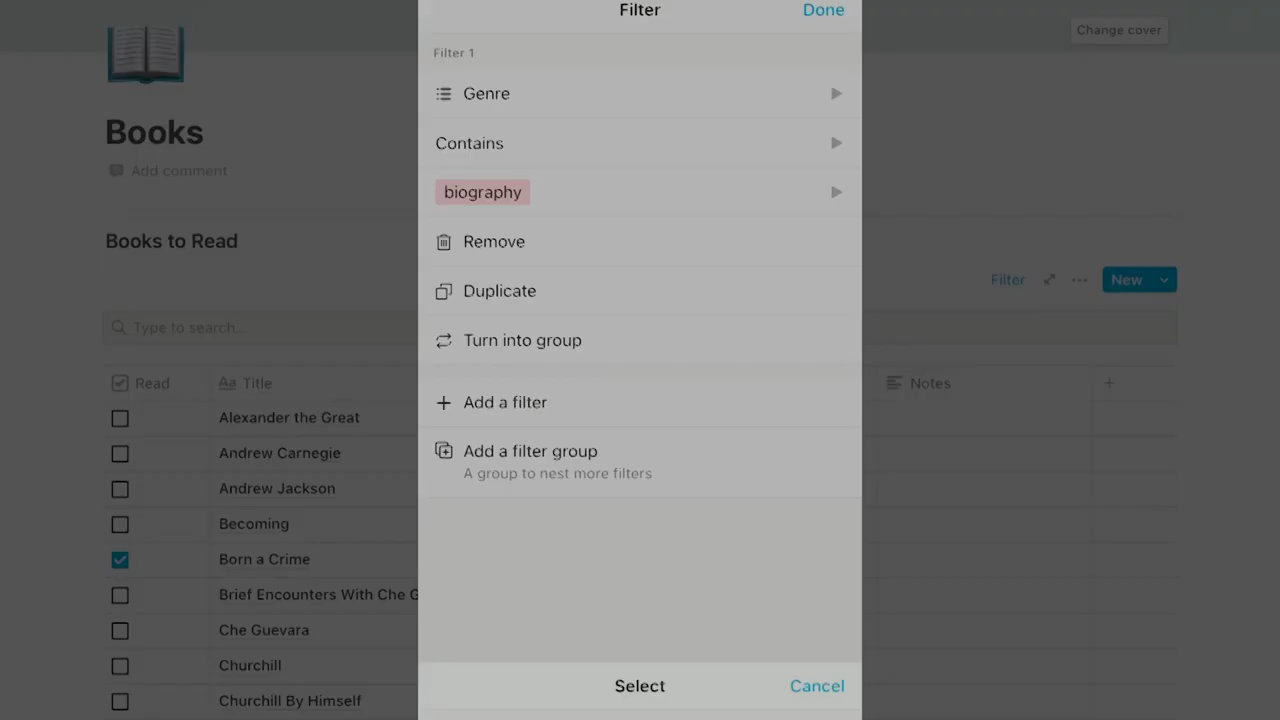 Filter
Done
Change cover
Filter 1
Genre
Books
Contains
Add comment
biography
Books to Read
Remove
Filter
New
Duplicate
Type to search...
Turn into group
Read
Aa Title
Notes
Add a filter
Alexander the Great
Andrew Carnegie
Add a filter group
A group to nest more filters
Andrew Jackson
Becoming
Born a Crime
Brief Encounters With Che G
Che Guevara
Churchill
Select
Cancel
Churchill By Himself